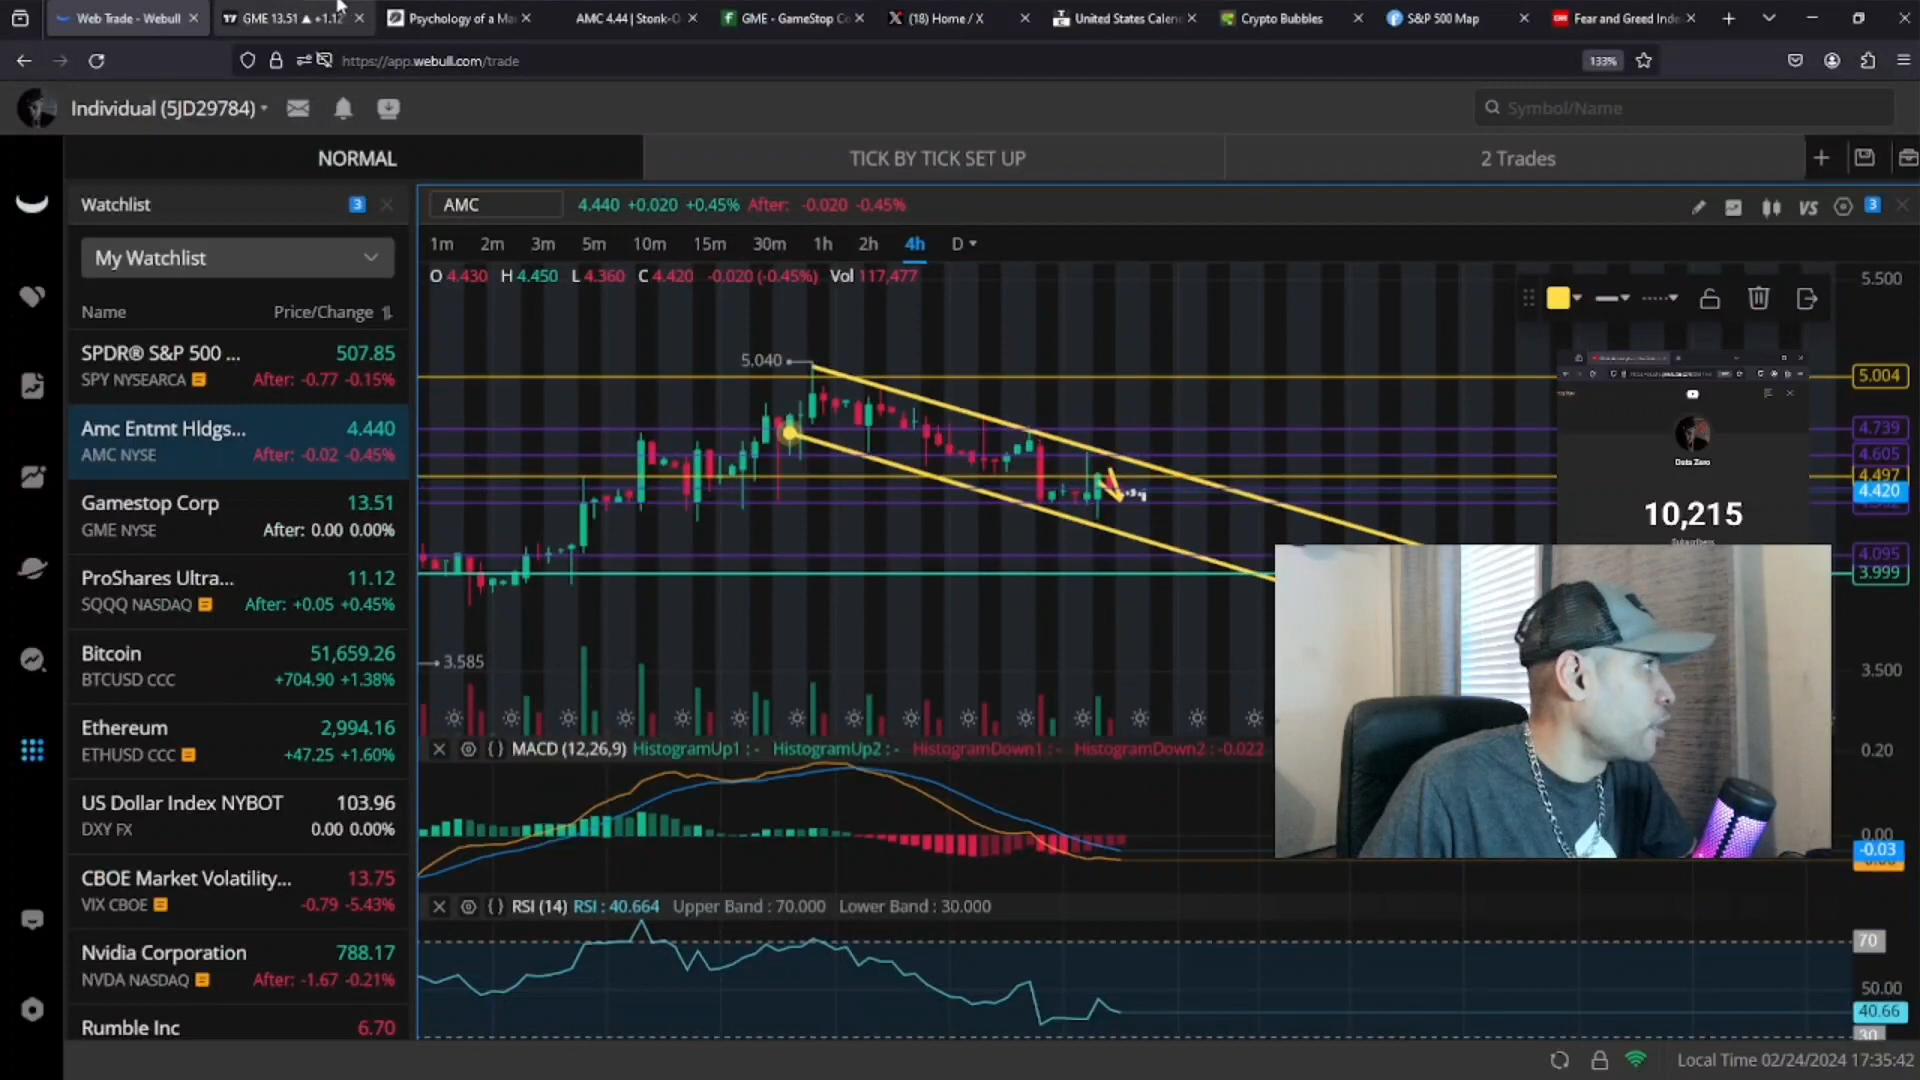 Web Trade - Webull
GME 13.51 ▲ +1.12
Psychology of a Ma
AMC 4.44 | Stonk-O
GME - GameStop Co
(18) Home / X
United States Calen
Crypto Bubbles
S&P 500 Map
Fear and Greed Inde
https://app.webull.com/trade
133%
Individual (5JD29784)
Symbol/Name
NORMAL
TICK BY TICK SET UP
2 Trades
Watchlist
3
AMC
4.440 +0.020 +0.45% After: -0.020 -0.45%
VS
3
My Watchlist
1m 2m 3m 5m 10m 15m 30m 1h 2h 4h D
O 4.430 H 4.450 L 4.360 C 4.420 -0.020 (-0.45%) Vol 117,477
Name
Price/Change
SPDR® S&P 500 ...
507.85
SPY NYSEARCA
After: -0.77 -0.15%
Amc Entmt Hldgs...
4.440
AMC NYSE
After: -0.02 -0.45%
Gamestop Corp
13.51
GME NYSE
After: 0.00 0.00%
ProShares Ultra...
11.12
SQQQ NASDAQ
After: +0.05 +0.45%
Bitcoin
51,659.26
BTCUSD CCC
+704.90 +1.38%
Ethereum
2,994.16
ETHUSD CCC
+47.25 +1.60%
US Dollar Index NYBOT
103.96
DXY FX
0.00 0.00%
CBOE Market Volatility...
13.75
VIX CBOE
-0.79 -5.43%
Nvidia Corporation
788.17
NVDA NASDAQ
After: -1.67 -0.21%
Rumble Inc
6.70
5.040
3.585
5.500
5.004
4.739
4.605
4.497
4.420
4.095
3.999
3.500
Data Zero
10,215
Subscribers
MACD (12,26,9) HistogramUp1 : - HistogramUp2 : - HistogramDown1 : - HistogramDown2 : -0.022
0.20
0.00
-0.03
RSI (14) RSI : 40.664 Upper Band : 70.000 Lower Band : 30.000
70
50.00
40.66
30
Local Time 02/24/2024 17:35:42